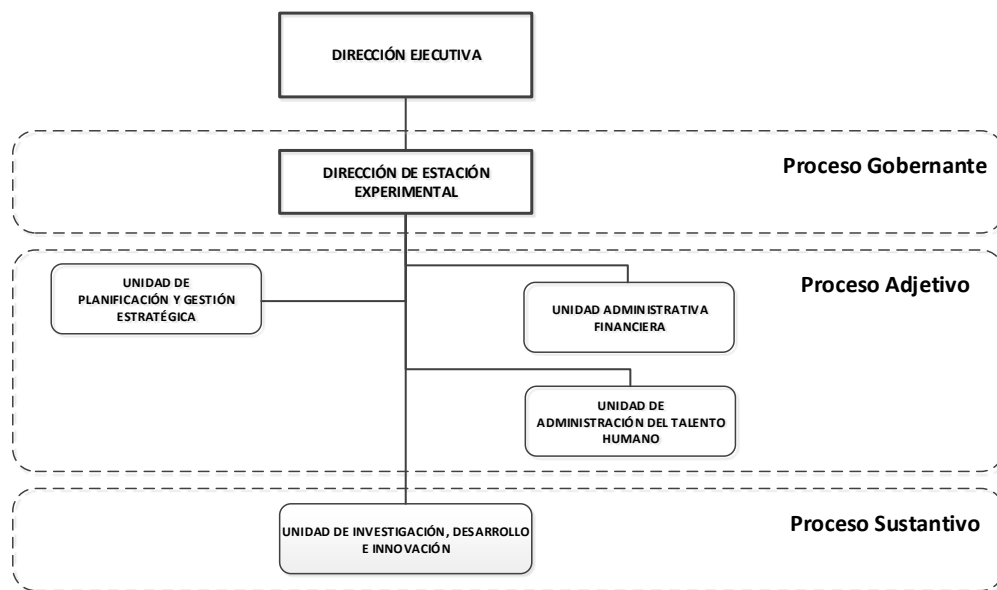 DIRECCIÓN EJECUTIVA
DIRECCIÓN DE ESTACIÓN
EXPERIMENTAL
Proceso Gobernante
Proceso Adjetivo
UNIDAD DE
PLANIFICACIÓN Y GESTIÓN
ESTRATÉGICA
UNIDAD ADMINISTRATIVA
FINANCIERA
UNIDAD DE
ADMINISTRACIÓN DEL TALENTO
HUMANO
Proceso Sustantivo
UNIDAD DE INVESTIGACIÓN, DESARROLLO
E INNOVACIÓN